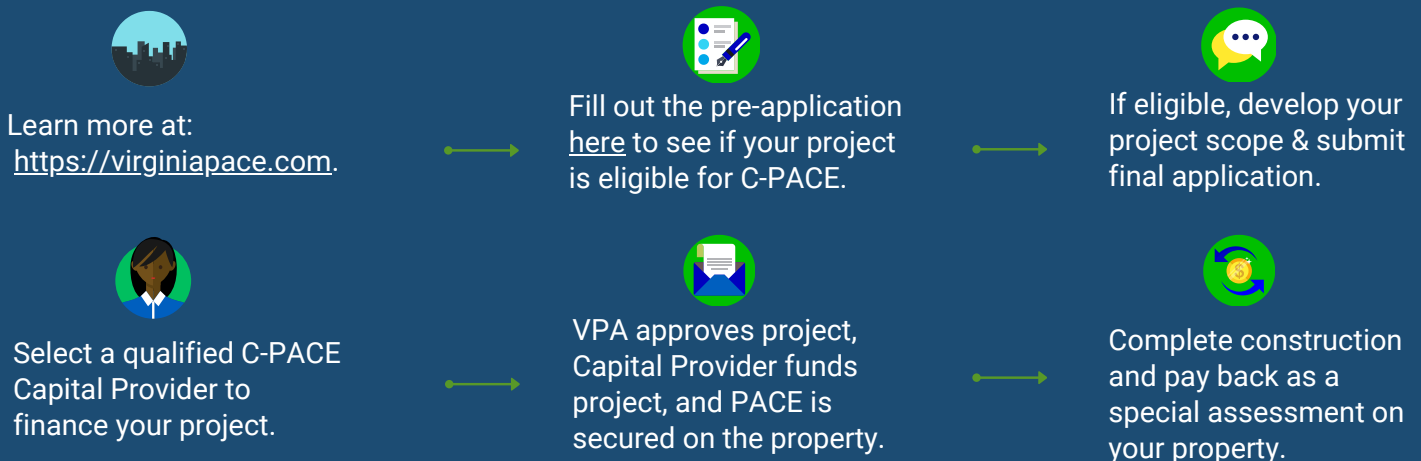 Learn more at:
https://virginiapace.com.
Fill out the pre-application
here to see if your project
is eligible for C-PACE.
If eligible, develop your
project scope & submit
final application.
Select a qualified C-PACE
Capital Provider to
finance your project.
VPA approves project,
Capital Provider funds
project, and PACE is
secured on the property.
Complete construction
and pay back as a
special assessment on
your property.